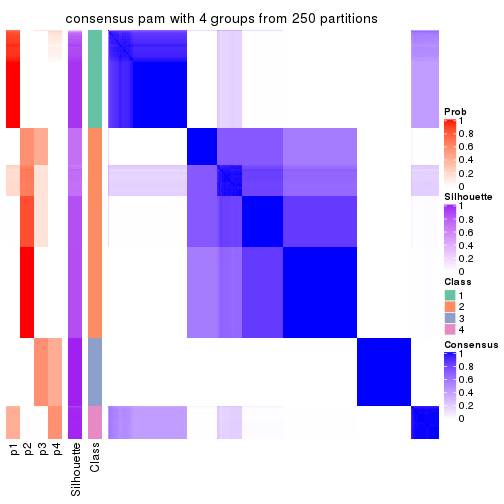 consensus pam with 4 groups from 250 partitions
Prob
1
0.8
0.6
0.4
0.2
0
Silhouette
1
0.8
0.6
0.4
0.2
0
Class
1
2
3
4
Consensus
1
0.8
0.6
0.4
0.2
0
p1
p2
p3
p4
Silhouette
Class